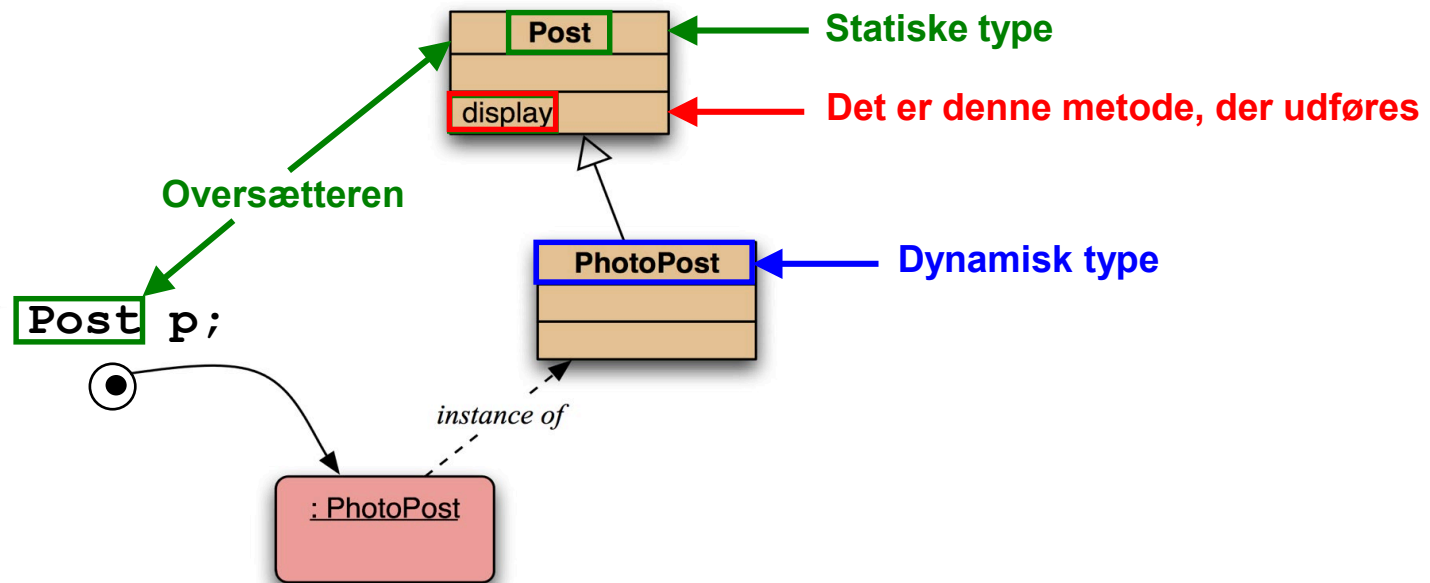 Post
Statiske type
display
Det er denne metode, der udføres
Oversætteren
PhotoPost
Dynamisk type
Post p;
instance of
: PhotoPost